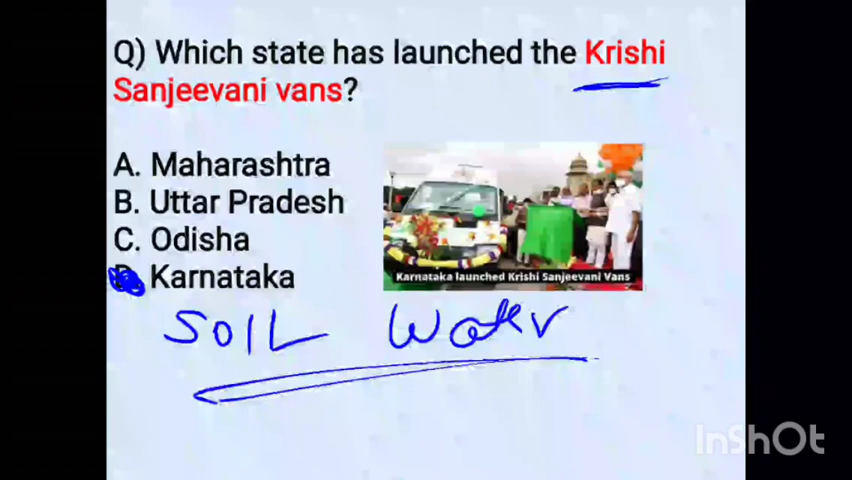 Q) Which state has launched the Krishi
Sanjeevani vans?
A. Maharashtra
B. Uttar Pradesh
C. Odisha
D. Karnataka
Karnataka launched Krishi Sanjeevani Vans
SOIL Water
InShOt